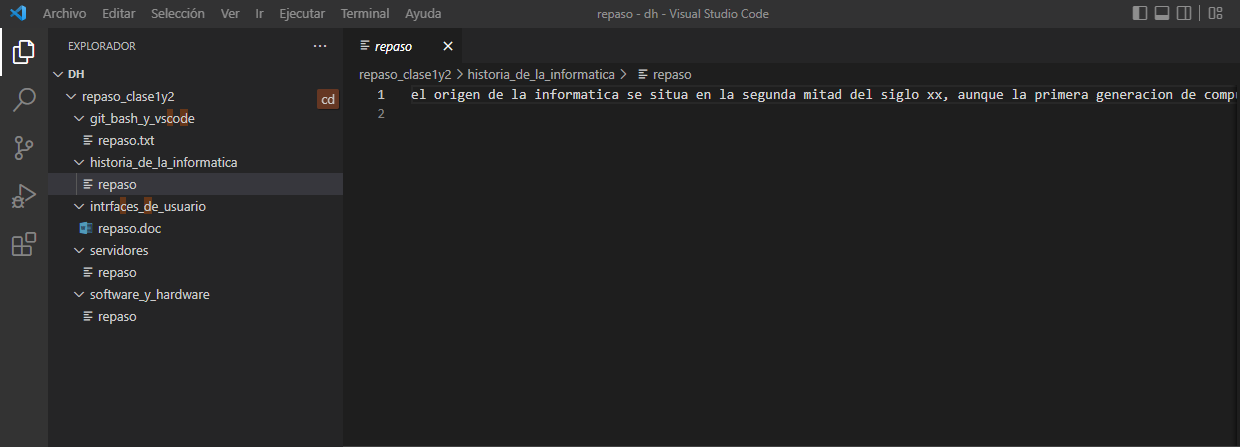 Archivo Editar Selección Ver Ir Ejecutar Terminal Ayuda repaso - dh - Visual Studio Code
EXPLORADOR ...
DH
repaso_clase1y2
cd
git_bash_y_vscode
repaso.txt
historia_de_la_informatica
repaso
intrfaces_de_usuario
repaso.doc
servidores
repaso
software_y_hardware
repaso
repaso
repaso_clase1y2 > historia_de_la_informatica > repaso
1 el origen de la informatica se situa en la segunda mitad del siglo xx, aunque la primera generacion de comp
2